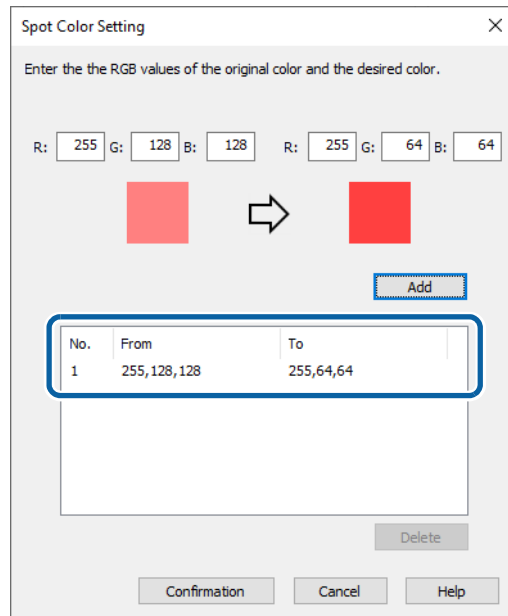 Spot Color Setting
Enter the the RGB values of the original color and the desired color.
R: 255 G: 128 B: 128 R: 255 G: 64 B: 64
Add
No. From To
1 255,128,128 255,64,64
Delete
Confirmation Cancel Help